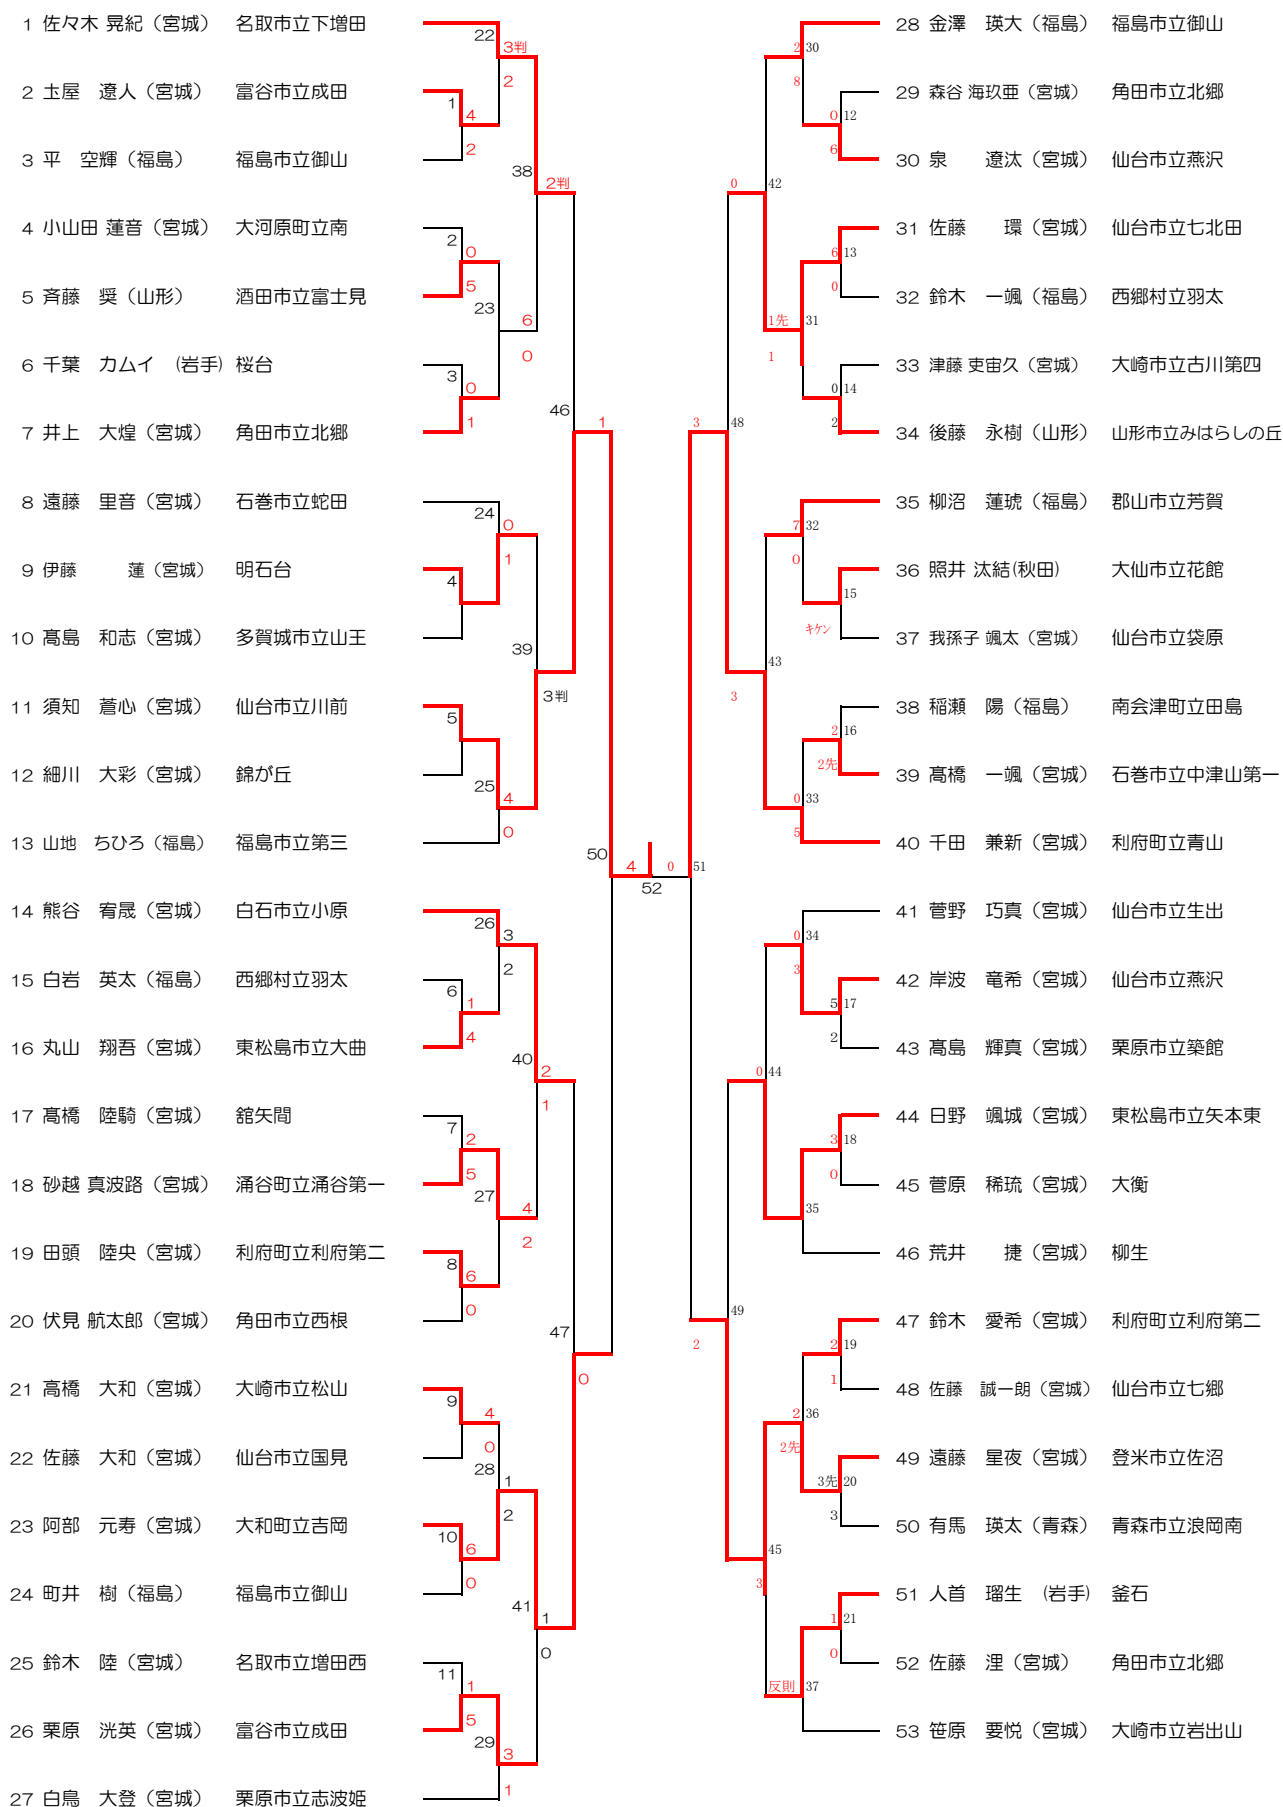 1 佐々木 晃紀（宮城） 名取市立下増田
2 圡屋　遼人（宮城） 富谷市立成田
3 平　空輝（福島） 福島市立御山
4 小山田 蓮音（宮城） 大河原町立南
5 斉藤　奨（山形） 酒田市立富士見
6 千葉　カムイ　(岩手) 桜台
7 井上　大煌（宮城） 角田市立北郷
8 遠藤　里音（宮城） 石巻市立蛇田
9 伊藤　　蓮（宮城） 明石台
10 髙島　和志（宮城） 多賀城市立山王
11 須知　蒼心（宮城） 仙台市立川前
12 細川　大彩（宮城） 錦が丘
13 山地　ちひろ（福島） 福島市立第三
14 熊谷　宥晟（宮城） 白石市立小原
15 白岩　英太（福島） 西郷村立羽太
16 丸山　翔吾（宮城） 東松島市立大曲
17 髙橋　陸騎（宮城） 舘矢間
18 砂越 真波路（宮城） 涌谷町立涌谷第一
19 田頭　陸央（宮城） 利府町立利府第二
20 伏見 航太郎（宮城） 角田市立西根
21 高橋　大和（宮城） 大崎市立松山
22 佐藤　大和（宮城） 仙台市立国見
23 阿部　元寿（宮城） 大和町立吉岡
24 町井　樹（福島） 福島市立御山
25 鈴木　陸（宮城） 名取市立増田西
26 栗原　洸英（宮城） 富谷市立成田
27 白鳥　大登（宮城） 栗原市立志波姫
22 3判
2
1 4
2
38 2判
2 0
5
23 6
0
3 0
1
46 1
24 0
1
4
39
3判
5
25 4
0
50 4
52
0 51
26 3
2
6 1
4
40 2
1
7 2
5
27 4
2
8 6
0
47
0
9 4
0
28 1
2
10 6
0
41 1
0
11 1
5
29 3
1
28 金澤　瑛大（福島） 福島市立御山
29 森谷 海玖亜（宮城） 角田市立北郷
30 泉　　遼汰（宮城） 仙台市立燕沢
31 佐藤　　環（宮城） 仙台市立七北田
32 鈴木　一颯（福島） 西郷村立羽太
33 津藤 吏宙久（宮城） 大崎市立古川第四
34 後藤　永樹（山形） 山形市立みはらしの丘
35 柳沼　蓮琥（福島） 郡山市立芳賀
36 照井 汰結(秋田) 大仙市立花館
37 我孫子 颯太（宮城） 仙台市立袋原
38 稲瀬　陽（福島） 南会津町立田島
39 髙橋　一颯（宮城） 石巻市立中津山第一
40 千田　兼新（宮城） 利府町立青山
41 菅野　巧真（宮城） 仙台市立生出
42 岸波　竜希（宮城） 仙台市立燕沢
43 髙島　輝真（宮城） 栗原市立築館
44 日野　颯城（宮城） 東松島市立矢本東
45 菅原　稀琉（宮城） 大衡
46 荒井　　捷（宮城） 柳生
47 鈴木　愛希（宮城） 利府町立利府第二
48 佐藤　誠一朗（宮城） 仙台市立七郷
49 遠藤　星夜（宮城） 登米市立佐沼
50 有馬　瑛太（青森） 青森市立浪岡南
51 人首　瑠生　(岩手) 釜石
52 佐藤　浬（宮城） 角田市立北郷
53 笹原　要悦（宮城） 大崎市立岩出山
2 30
8
0 12
6
0 42
6 13
0
1先 31
1
0 14
2
3 48
7 32
0
15
キケン
43
3
2 16
2先
0 33
5
0 34
3
5 17
2
0 44
3 18
0
35
49
2
2 19
1
2 36
2先
3先 20
3
45
3
1 21
0
反則 37